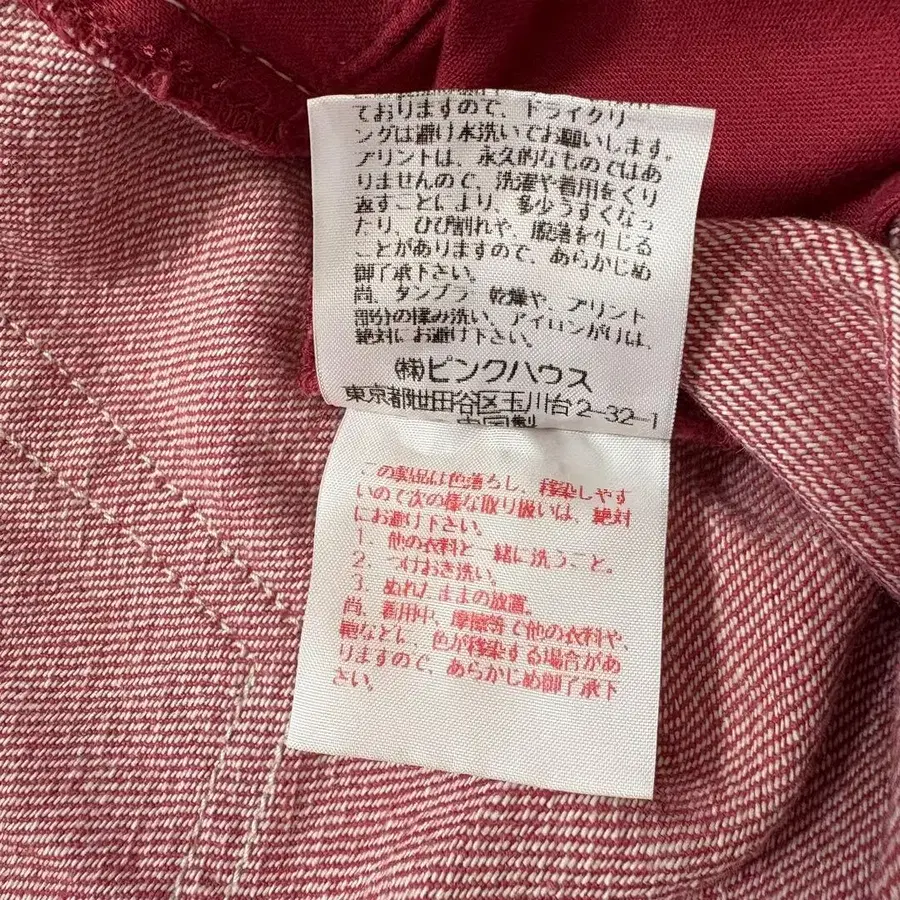 ておりますので、ドライクリ
ングは避け水洗いでお願いします。
プリントは、永久的なものではあ
りませんので、洗濯や着用をくり
返すことにより、多少うすくなっ
たり、ひび割れや、脱落を生じる
ことがありますので、あらかじめ
御了承下さい。
尚、タンブラ 乾燥や、プリント
部分の揉み洗い、アイロンがけは、
絶対にお避け下さい。
㈱ピンクハウス
東京都世田谷区玉川台2-32-1
中国製
この製品は色落ちし、移染しやす
いので次の様な取り扱いは、絶対
にお避け下さい。
1. 他の衣料と一緒に洗うこと。
2. つけおき洗い。
3. ぬれたままの放置。
尚、着用中、摩擦等で他の衣料や、
鞄などに、色が移染する場合があ
りますので、あらかじめ御了承下
さい。